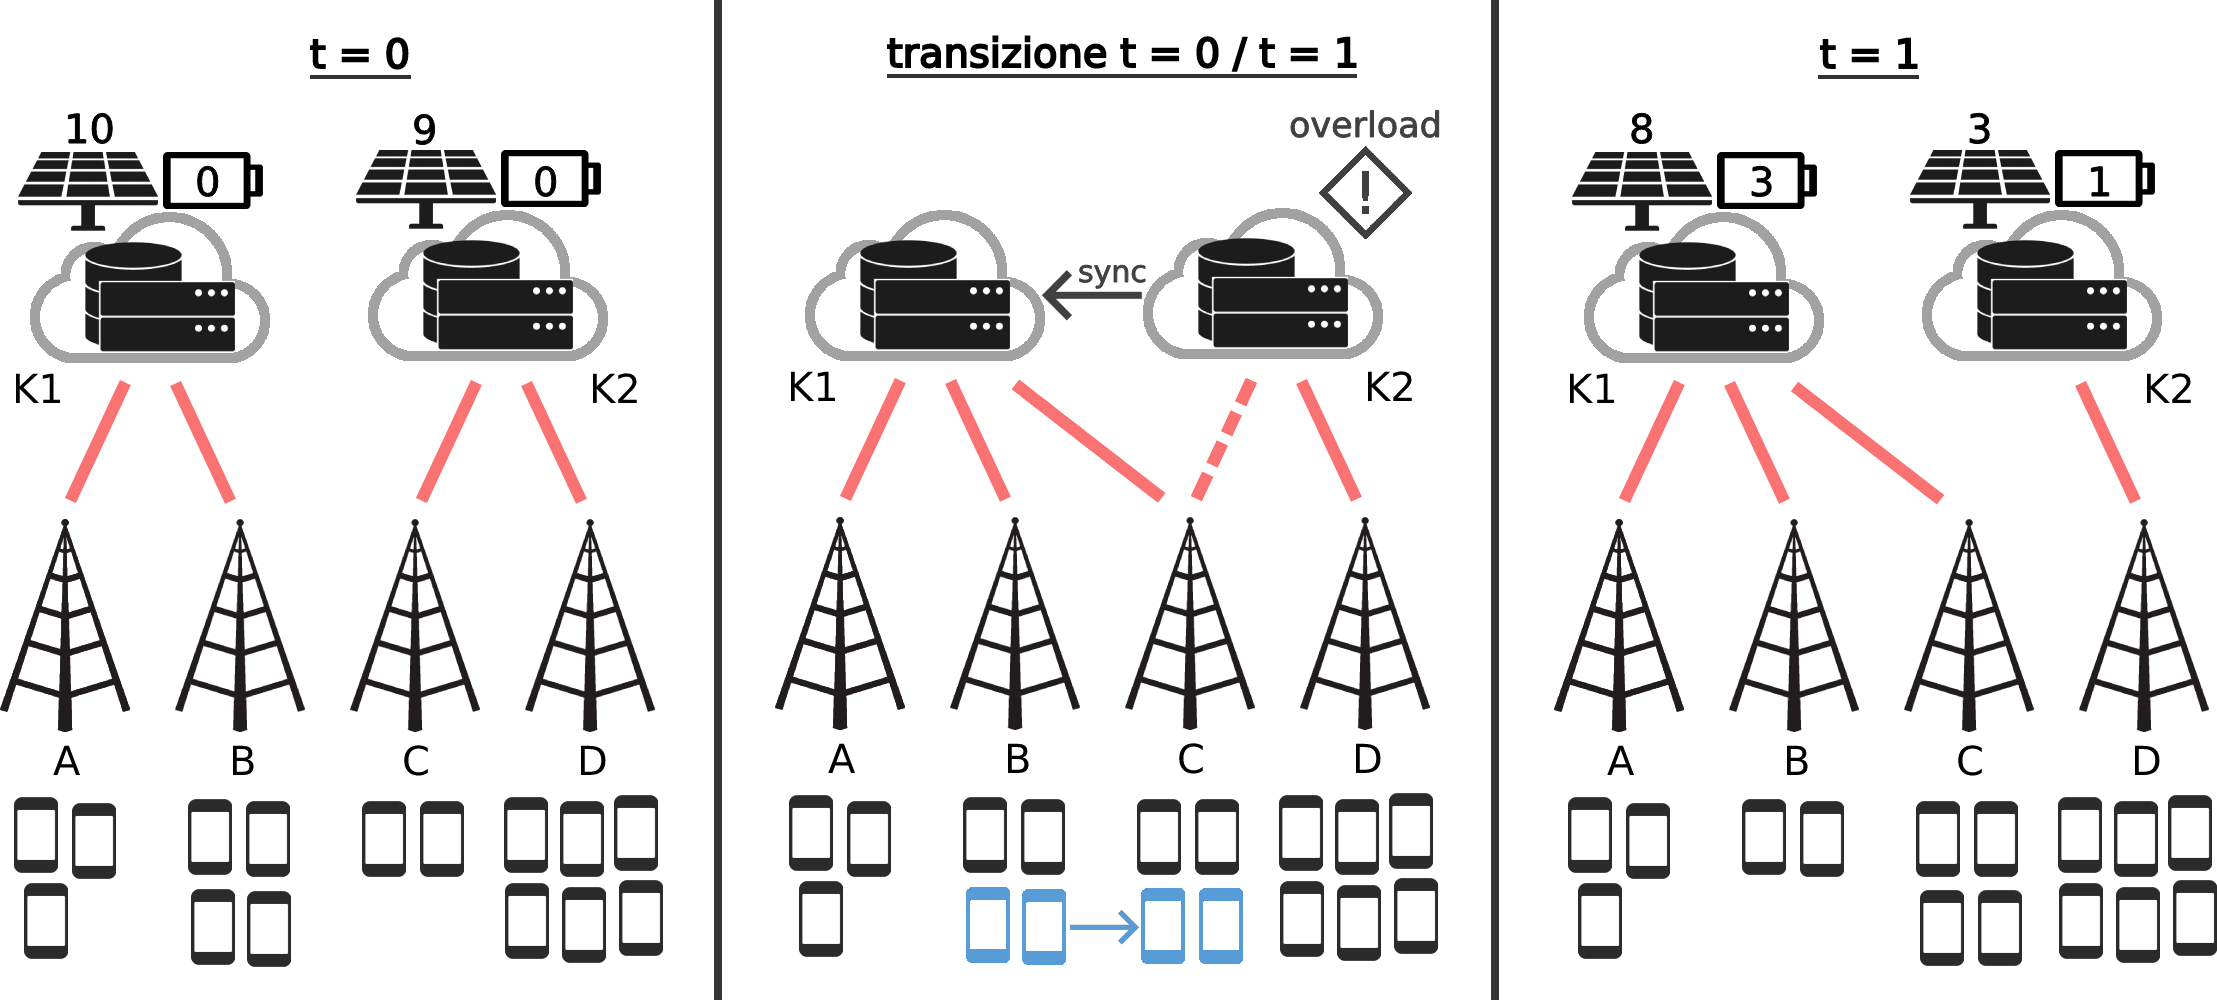 t = 0
10
0
9
0
K1
K2
A
B
C
D
transizione t = 0 / t = 1
overload
!
sync
K1
K2
A
B
C
D
t = 1
8
3
3
1
K1
K2
A
B
C
D